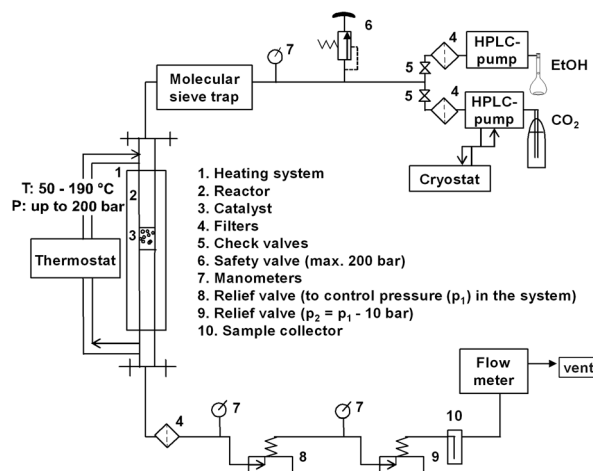 6
4
HPLC-
pump
EtOH
7
5
Molecular
sieve trap
5
4
HPLC-
pump
CO2
Cryostat
1
T: 50 - 190 °C
P: up to 200 bar
2
3
Thermostat
1. Heating system
2. Reactor
3. Catalyst
4. Filters
5. Check valves
6. Safety valve (max. 200 bar)
7. Manometers
8. Relief valve (to control pressure (p1) in the system)
9. Relief valve (p2 = p1 - 10 bar)
10. Sample collector
Flow
meter
vent
4
7
7
10
8
9